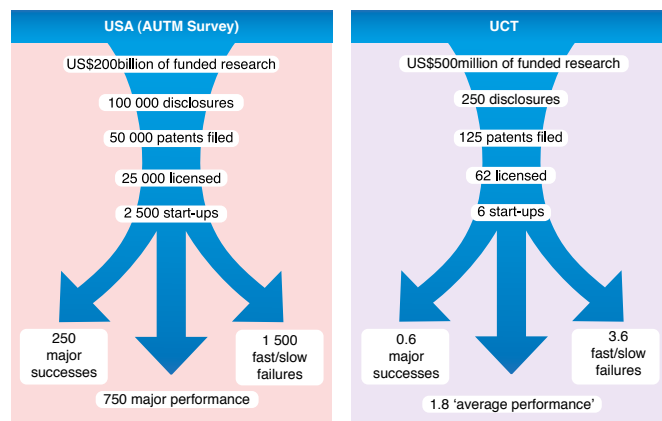 USA (AUTM Survey)
US$200billion of funded research
100 000 disclosures
50 000 patents filed
25 000 licensed
2 500 start-ups
250
major
successes
1 500
fast/slow
failures
750 major performance
UCT
US$500million of funded research
250 disclosures
125 patents filed
62 licensed
6 start-ups
0.6
major
successes
3.6
fast/slow
failures
1.8 ‘average performance’